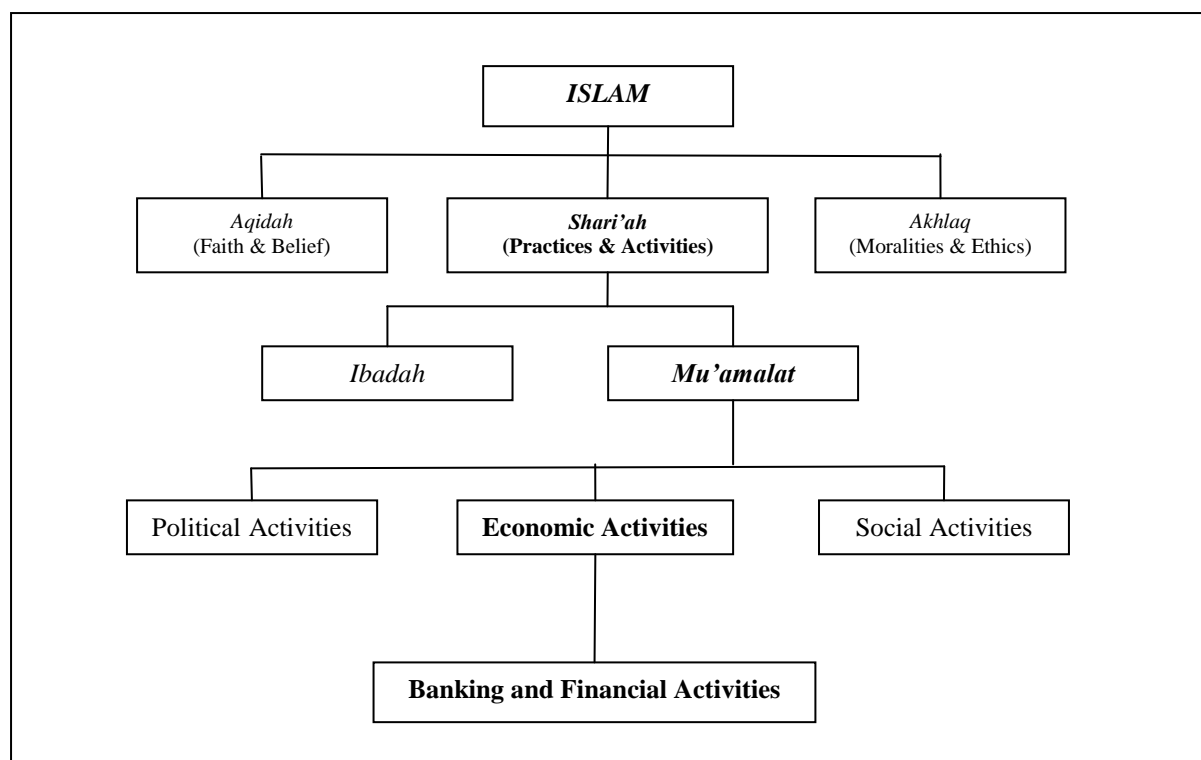 ISLAM
Aqidah
(Faith & Belief)
Shari’ah
(Practices & Activities)
Akhlaq
(Moralities & Ethics)
Ibadah
Mu’amalat
Political Activities
Economic Activities
Social Activities
Banking and Financial Activities